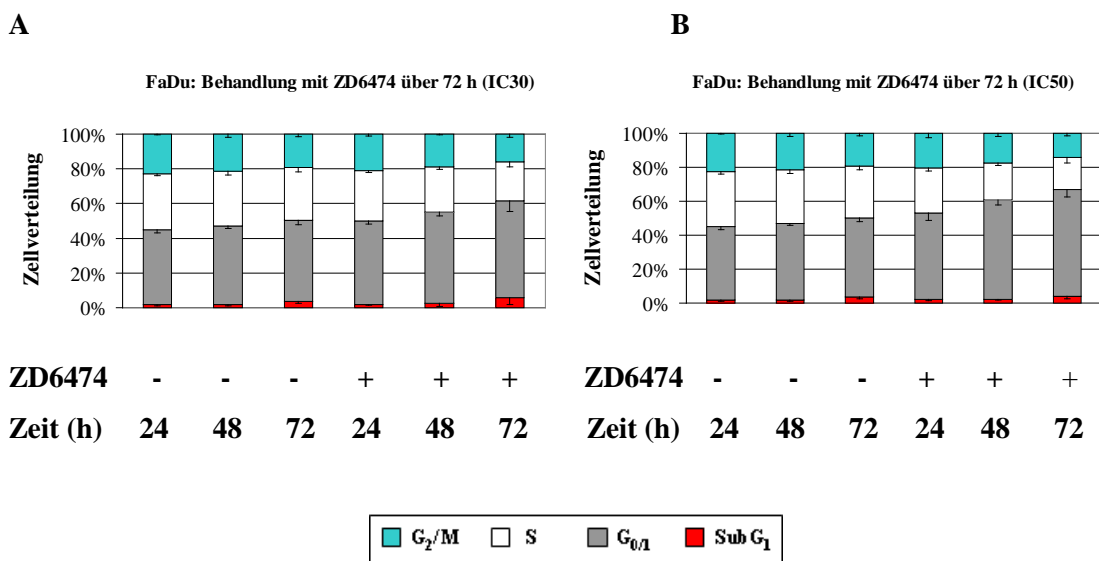 A
B
FaDu: Behandlung mit ZD6474 über 72 h (IC30)
FaDu: Behandlung mit ZD6474 über 72 h (IC50)
Zellverteilung
100%
80%
60%
40%
20%
0%
Zellverteilung
100%
80%
60%
40%
20%
0%
ZD6474 - - - + + +
Zeit (h) 24 48 72 24 48 72
ZD6474 - - - + + +
Zeit (h) 24 48 72 24 48 72
G₂/M S G₀/₁ Sub G₁